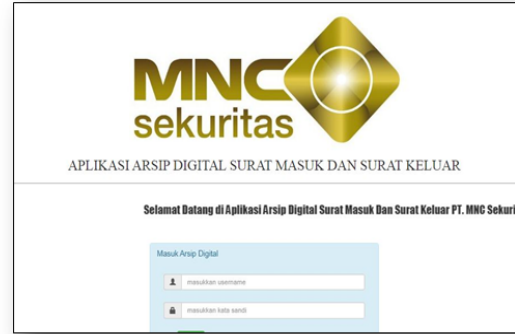 MNC
sekuritas
APLIKASI ARSIP DIGITAL SURAT MASUK DAN SURAT KELUAR
Selamat Datang di Aplikasi Arsip Digital Surat Masuk Dan Surat Keluar PT. MNC Sekuri
Masuk Arsip Digital
masukkan username
masukkan kata sandi